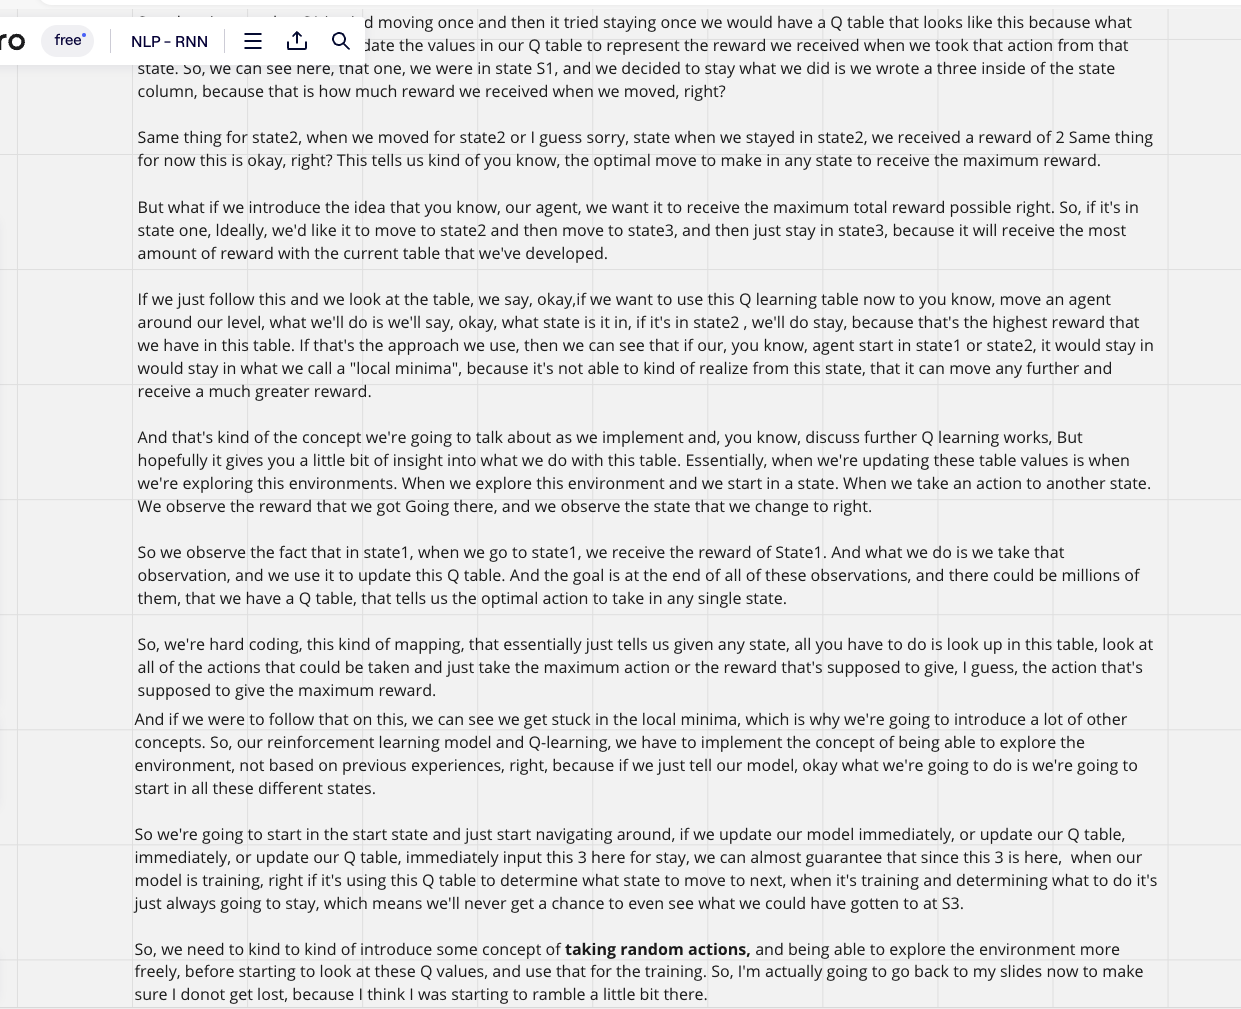 d moving once and then it tried staying once we would have a Q table that looks like this because what
ro free NLP - RNN date the values in our Q table to represent the reward we received when we took that action from that
state. So, we can see here, that one, we were in state S1, and we decided to stay what we did is we wrote a three inside of the state
column, because that is how much reward we received when we moved, right?
Same thing for state2, when we moved for state2 or I guess sorry, state when we stayed in state2, we received a reward of 2 Same thing
for now this is okay, right? This tells us kind of you know, the optimal move to make in any state to receive the maximum reward.
But what if we introduce the idea that you know, our agent, we want it to receive the maximum total reward possible right. So, if it's in
state one, ldeally, we'd like it to move to state2 and then move to state3, and then just stay in state3, because it will receive the most
amount of reward with the current table that we've developed.
If we just follow this and we look at the table, we say, okay,if we want to use this Q learning table now to you know, move an agent
around our level, what we'll do is we'll say, okay, what state is it in, if it's in state2 , we'll do stay, because that's the highest reward that
we have in this table. If that's the approach we use, then we can see that if our, you know, agent start in state1 or state2, it would stay in
would stay in what we call a "local minima", because it's not able to kind of realize from this state, that it can move any further and
receive a much greater reward.
And that's kind of the concept we're going to talk about as we implement and, you know, discuss further Q learning works, But
hopefully it gives you a little bit of insight into what we do with this table. Essentially, when we're updating these table values is when
we're exploring this environments. When we explore this environment and we start in a state. When we take an action to another state.
We observe the reward that we got Going there, and we observe the state that we change to right.
So we observe the fact that in state1, when we go to state1, we receive the reward of State1. And what we do is we take that
observation, and we use it to update this Q table. And the goal is at the end of all of these observations, and there could be millions of
them, that we have a Q table, that tells us the optimal action to take in any single state.
So, we're hard coding, this kind of mapping, that essentially just tells us given any state, all you have to do is look up in this table, look at
all of the actions that could be taken and just take the maximum action or the reward that's supposed to give, I guess, the action that's
supposed to give the maximum reward.
And if we were to follow that on this, we can see we get stuck in the local minima, which is why we're going to introduce a lot of other
concepts. So, our reinforcement learning model and Q-learning, we have to implement the concept of being able to explore the
environment, not based on previous experiences, right, because if we just tell our model, okay what we're going to do is we're going to
start in all these different states.
So we're going to start in the start state and just start navigating around, if we update our model immediately, or update our Q table,
immediately, or update our Q table, immediately input this 3 here for stay, we can almost guarantee that since this 3 is here,  when our
model is training, right if it's using this Q table to determine what state to move to next, when it's training and determining what to do it's
just always going to stay, which means we'll never get a chance to even see what we could have gotten to at S3.
So, we need to kind to kind of introduce some concept of taking random actions, and being able to explore the environment more
freely, before starting to look at these Q values, and use that for the training. So, I'm actually going to go back to my slides now to make
sure I donot get lost, because I think I was starting to ramble a little bit there.